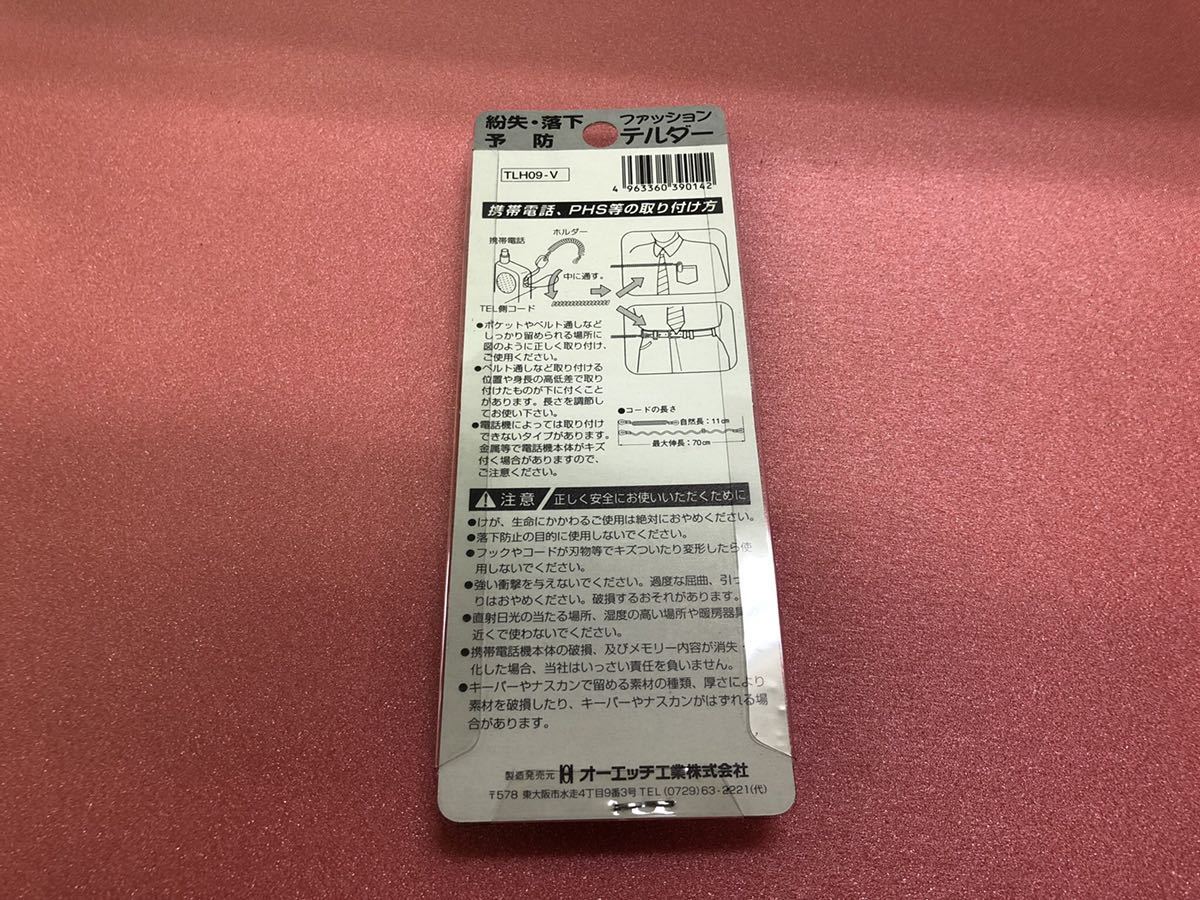 紛失・落下
予防
ファッション
テルダー
TLH09-V
4 963360 390142
携帯電話、PHS等の取り付け方
ホルダー
携帯電話
中に通す。
TEL側コード
●ポケットやベルト通しなど
しっかり留められる場所に
図のように正しく取り付け、
ご使用ください。
●ベルト通しなど取り付ける
位置や身長の高低差で取り
付けたものが下に付くこと
があります。長さを調節し
てお使い下さい。
●電話機によっては取り付け
できないタイプがあります。
金属等で電話機本体がキズ
付く場合がありますので、
ご注意ください。
●コードの長さ
自然長:11cm
最大伸長:70cm
注意
正しく安全にお使いいただくために
●けが、生命にかかわるご使用は絶対におやめください。
●落下防止の目的に使用しないでください。
●フックやコードが刃物等でキズついたり変形したら使
用しないでください。
●強い衝撃を与えないでください。過度な屈曲、引っ
りはおやめください。破損するおそれがあります。
●直射日光の当たる場所、湿度の高い場所や暖房器具
近くで使わないでください。
●携帯電話機本体の破損、及びメモリー内容が消失・
化した場合、当社はいっさい責任を負いません。
●キーパーやナスカンで留める素材の種類、厚さにより
素材を破損したり、キーパーやナスカンがはずれる場
合があります。
製造発売元 オーエッチ工業株式会社
〒578 東大阪市水走4丁目9番3号 TEL(0729)63-2221(代)